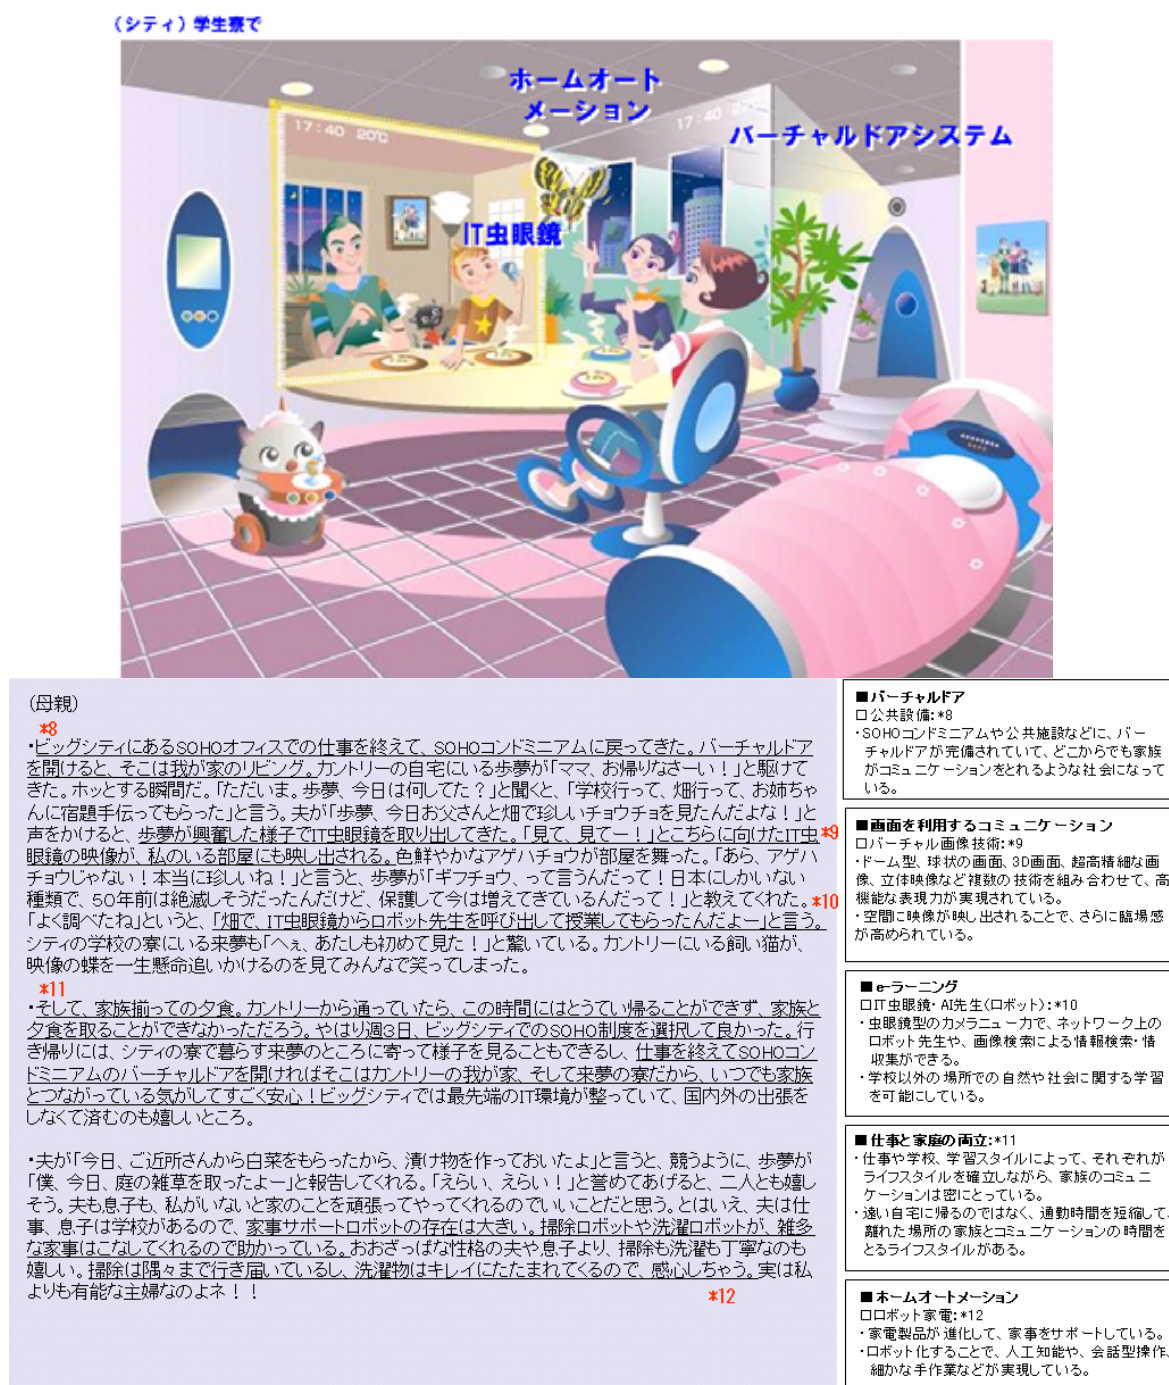 （シティ）学生寮で
ホームオート
メーション
17：40 20℃
17：40
バーチャルドアシステム
IT虫眼鏡
（母親）
*8
・ビッグシティにあるSOHOオフィスでの仕事を終えて、SOHOコンドミニアムに戻ってきた。バーチャルドア
を開けると、そこは我が家のリビング。カントリーの自宅にいる歩夢が「ママ、お帰りなさーい！」と駆けて
きた。ホッとする瞬間だ。「ただいま。歩夢、今日は何してた？」と聞くと、「学校行って、畑行って、お姉ちゃ
んに宿題手伝ってもらった」と言う。夫が「歩夢、今日お父さんと畑で珍しいチョウチョを見たんだよな！」と
声をかけると、歩夢が興奮した様子でIT虫眼鏡を取り出してきた。「見て、見てー！」とこちらに向けたIT虫
*9
眼鏡の映像が、私のいる部屋にも映し出される。色鮮やかなアゲハチョウが部屋を舞った。「あら、アゲハ
チョウじゃない！本当に珍しいね！」と言うと、歩夢が「ギフチョウ、って言うんだって！日本にしかいない
種類で、50年前は絶滅しそうだったんだけど、保護して今は増えてきているんだって！」と教えてくれた。
*10
「よく調べたね」というと、「畑で、IT虫眼鏡からロボット先生を呼び出して授業してもらったんだよー」と言う。
シティの学校の寮にいる来夢も「へぇ、あたしも初めて見た！」と驚いている。カントリーにいる飼い猫が、
映像の蝶を一生懸命追いかけるのを見てみんなで笑ってしまった。
*11
・そして、家族揃っての夕食。カントリーから通っていたら、この時間にはとうてい帰ることができず、家族と
夕食を取ることができなかっただろう。やはり週3日、ビッグシティでのSOHO制度を選択して良かった。行
き帰りには、シティの寮で暮らす来夢のところに寄って様子を見ることもできるし、仕事を終えてSOHOコン
ドミニアムのバーチャルドアを開ければそこはカントリーの我が家、そして来夢の寮だから、いつでも家族
とつながっている気がしてすごく安心！ビッグシティでは最先端のIT環境が整っていて、国内外の出張を
しなくて済むのも嬉しいところ。
・夫が「今日、ご近所さんから白菜をもらったから、漬け物を作っておいたよ」と言うと、競うように、歩夢が
「僕、今日、庭の雑草を取ったよー」と報告してくれる。「えらい、えらい！」と誉めてあげると、二人とも嬉し
そう。夫も息子も、私がいないと家のことを頑張ってやってくれるのでいいことだと思う。とはいえ、夫は仕
事、息子は学校があるので、家事サポートロボットの存在は大きい。掃除ロボットや洗濯ロボットが、雑多
な家事はこなしてくれるので助かっている。おおざっぱな性格の夫や息子より、掃除も洗濯も丁寧なのも
嬉しい。掃除は隅々まで行き届いているし、洗濯物はキレイにたたまれてくるので、感心しちゃう。実は私
よりも有能な主婦なのよネ！！
*12
■バーチャルドア
□公共設備：*8
・SOHOコンドミニアムや公共施設などに、バー
チャルドアが完備されていて、どこからでも家族
がコミュニケーションをとれるような社会になって
いる。
■画面を利用するコミュニケーション
□バーチャル画像技術：*9
・ドーム型、球状の画面、3D画面、超高精細な画
像、立体映像など複数の技術を組み合わせて、高
機能な表現力が実現されている。
・空間に映像が映し出されることで、さらに臨場感
が高められている。
■e-ラーニング
□IT虫眼鏡・AI先生（ロボット）：*10
・虫眼鏡型のカメラニューカで、ネットワーク上の
ロボット先生や、画像検索による情報検索・情
収集ができる。
・学校以外の場所での自然や社会に関する学習
を可能にしている。
■仕事と家庭の両立：*11
・仕事や学校、学習スタイルによって、それぞれが
ライフスタイルを確立しながら、家族のコミュニ
ケーションは密にとっている。
・遠い自宅に帰るのではなく、通勤時間を短縮して、
離れた場所の家族とコミュニケーションの時間を
とるライフスタイルがある。
■ホームオートメーション
□ロボット家電：*12
・家電製品が進化して、家事をサポートしている。
・ロボット化することで、人工知能や、会話型操作、
細かな手作業などが実現している。